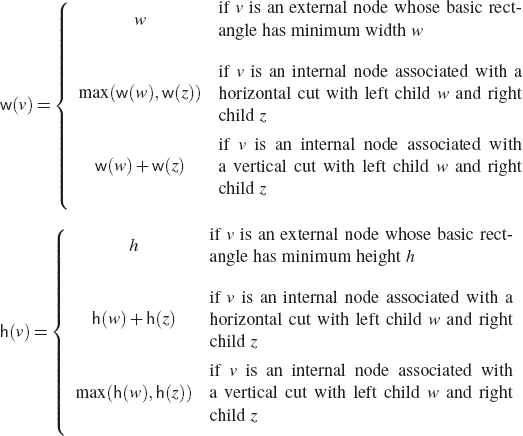 w(v) =
w
if v is an external node whose basic rect-
angle has minimum width w
max(w(w), w(z))
if v is an internal node associated with a
horizontal cut with left child w and right
child z
w(w) + w(z)
if v is an internal node associated with
a vertical cut with left child w and right
child z
h(v) =
h
if v is an external node whose basic rect-
angle has minimum height h
h(w) + h(z)
if v is an internal node associated with a
horizontal cut with left child w and right
child z
max(h(w), h(z))
if v is an internal node associated with
a vertical cut with left child w and right
child z